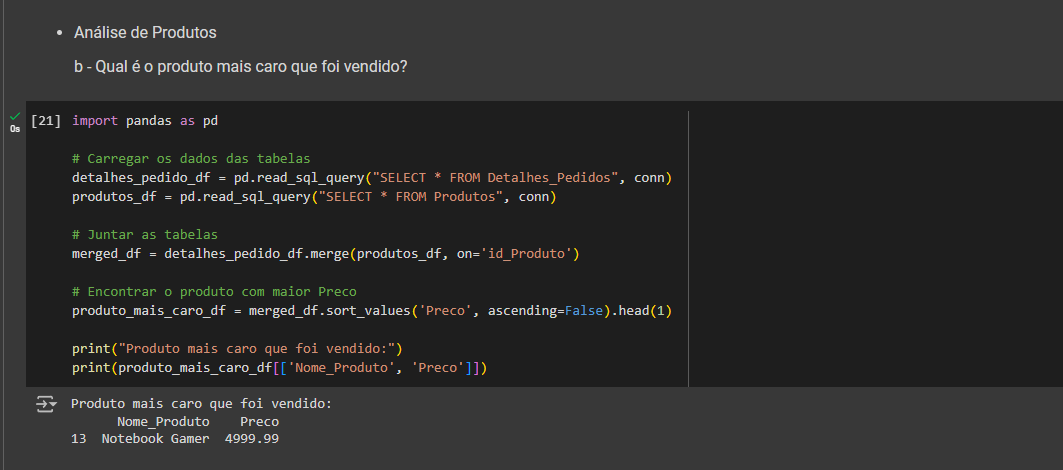 • Análise de Produtos
b - Qual é o produto mais caro que foi vendido?
0s
[21] import pandas as pd
# Carregar os dados das tabelas
detalhes_pedido_df = pd.read_sql_query("SELECT * FROM Detalhes_Pedidos", conn)
produtos_df = pd.read_sql_query("SELECT * FROM Produtos", conn)
# Juntar as tabelas
merged_df = detalhes_pedido_df.merge(produtos_df, on='id_Produto')
# Encontrar o produto com maior Preco
produto_mais_caro_df = merged_df.sort_values('Preco', ascending=False).head(1)
print("Produto mais caro que foi vendido:")
print(produto_mais_caro_df[['Nome_Produto', 'Preco']])
Produto mais caro que foi vendido:
Nome_Produto Preco
13 Notebook Gamer 4999.99